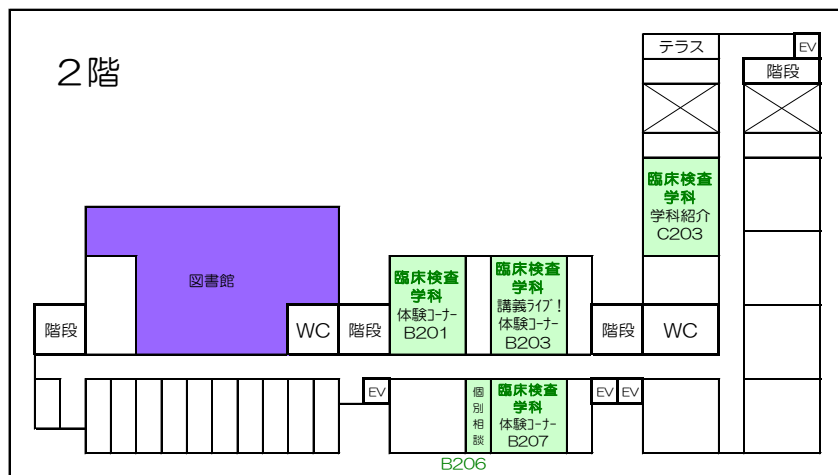 2階
テラス
EV
階段
臨床検査
学科
学科紹介
C203
図書館
臨床検査
学科
体験ｺｰﾅｰ
B201
臨床検査
学科
講義ﾗｲﾌﾞ！
体験ｺｰﾅｰ
B203
階段
WC
階段
階段
WC
EV
個別相談
臨床検査
学科
体験ｺｰﾅｰ
B207
EV
EV
B206